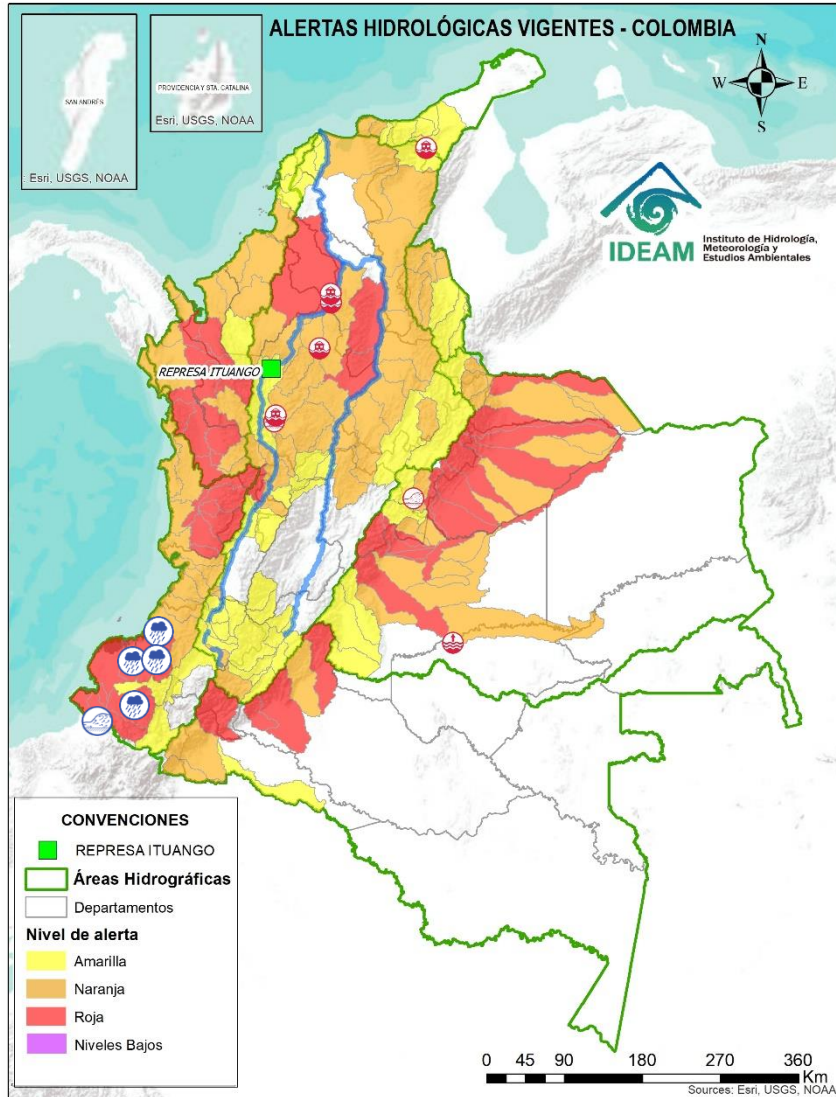 ALERTAS HIDROLÓGICAS VIGENTES - COLOMBIA
SAN ANDRÉS
Esri, USGS, NOAA
PROVIDENCIA Y STA. CATALINA
Esri, USGS, NOAA
N
W
E
S
IDEAM
Instituto de Hidrología,
Meteorología y
Estudios Ambientales
REPRESA ITUANGO
CONVENCIONES
REPRESA ITUANGO
Áreas Hidrográficas
Departamentos
Nivel de alerta
Amarilla
Naranja
Roja
Niveles Bajos
0 45 90 180 270 360
Km
Sources: Esri, USGS, NOAA